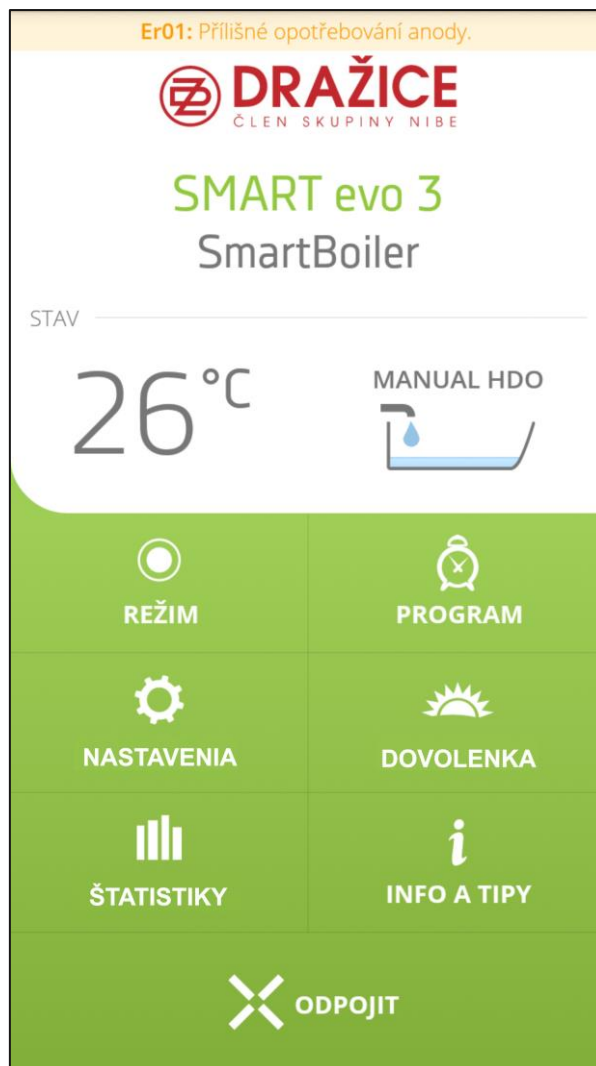 Er01: Přílišné opotřebování anody.
DRAŽICE
ČLEN SKUPINY NIBE
SMART evo 3
SmartBoiler
STAV
26°C
MANUAL HDO
REŽIM
PROGRAM
NASTAVENIA
DOVOLENKA
ŠTATISTIKY
INFO A TIPY
ODPOJIT